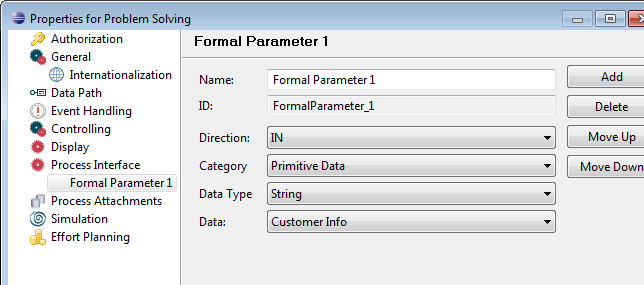 Properties for Problem Solving
Authorization
General
Internationalization
Data Path
Event Handling
Controlling
Display
Process Interface
Formal Parameter 1
Process Attachments
Simulation
Effort Planning
Formal Parameter 1
Name: Formal Parameter 1
ID: FormalParameter_1
Direction: IN
Category Primitive Data
Data Type String
Data: Customer Info
Add
Delete
Move Up
Move Down